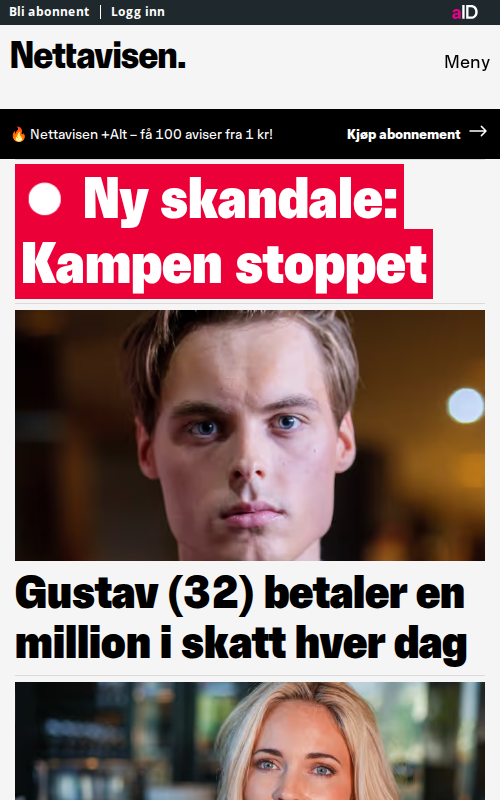 Bli abonnent | Logg inn
aID
Nettavisen.
Meny
🔥 Nettavisen +Alt – få 100 aviser fra 1 kr!
Kjøp abonnement →
Ny skandale:
Kampen stoppet
Gustav (32) betaler en
million i skatt hver dag